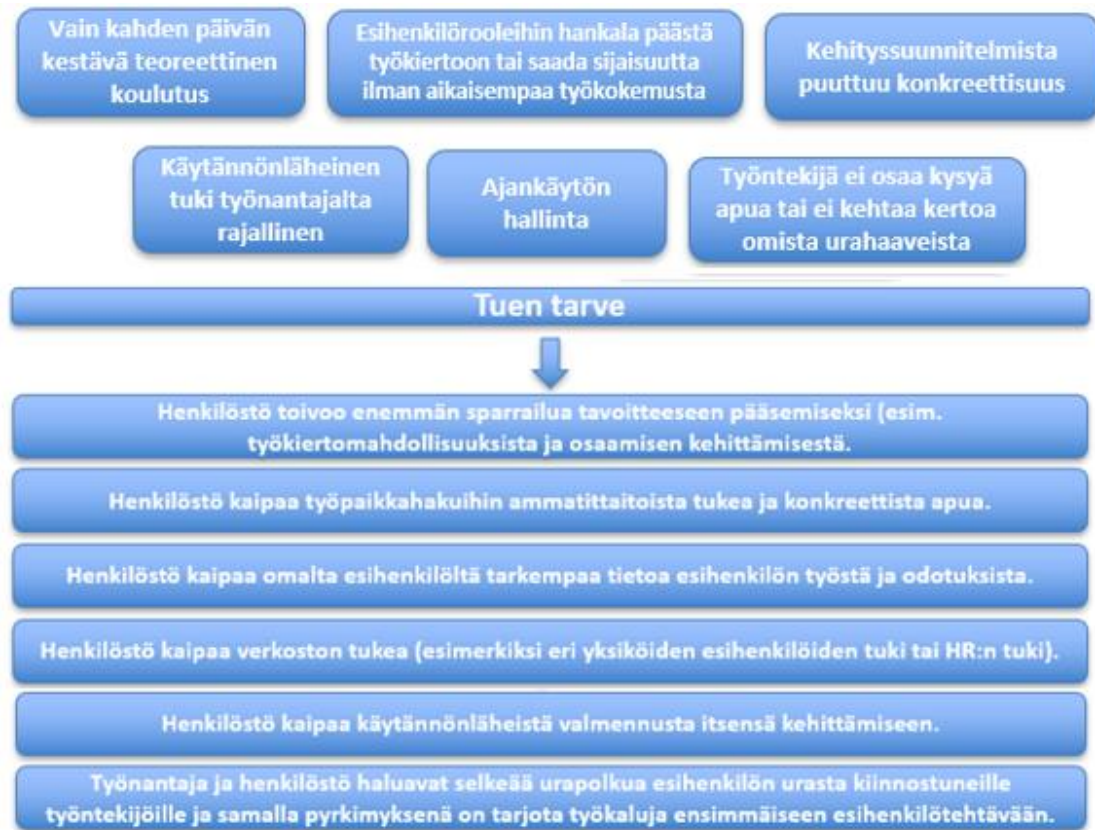 Vain kahden päivän
kestävä teoreettinen
koulutus
Esihenkilörooleihin hankala päästä
työkiertoon tai saada sijaisuutta
ilman aikaisempaa työkokemusta
Kehityssuunnitelmista
puuttuu konkreettisuus
Käytännönläheinen
tuki työnantajalta
rajallinen
Ajankäytön
hallinta
Työntekijä ei osaa kysyä
apua tai ei kehtaa kertoa
omista urahaaveista
Tuen tarve
Henkilöstö toivoo enemmän sparrailua tavoitteeseen pääsemiseksi (esim.
työkiertomahdollisuuksista ja osaamisen kehittämisestä.
Henkilöstö kaipaa työpaikkahakuihin ammatittaitoista tukea ja konkreettista apua.
Henkilöstö kaipaa omalta esihenkilöltä tarkempaa tietoa esihenkilön työstä ja odotuksista.
Henkilöstö kaipaa verkoston tukea (esimerkiksi eri yksiköiden esihenkilöiden tuki tai HR:n tuki).
Henkilöstö kaipaa käytännönläheistä valmennusta itsensä kehittämiseen.
Työnantaja ja henkilöstö haluavat selkeää urapolkua esihenkilön urasta kiinnostuneille
työntekijöille ja samalla pyrkimyksenä on tarjota työkaluja ensimmäiseen esihenkilötehtävään.